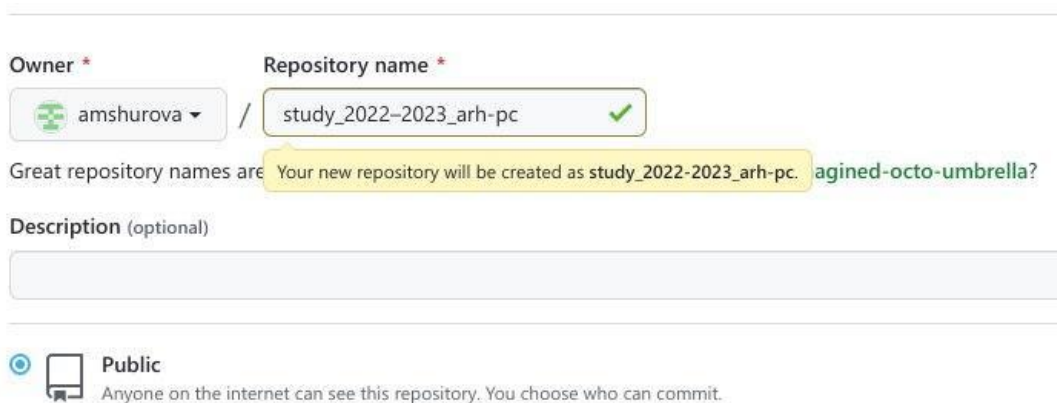 Owner * Repository name *
amshurova / study_2022–2023_arh-pc
Great repository names are Your new repository will be created as study_2022-2023_arh-pc. agined-octo-umbrella?
Description (optional)
Public
Anyone on the internet can see this repository. You choose who can commit.